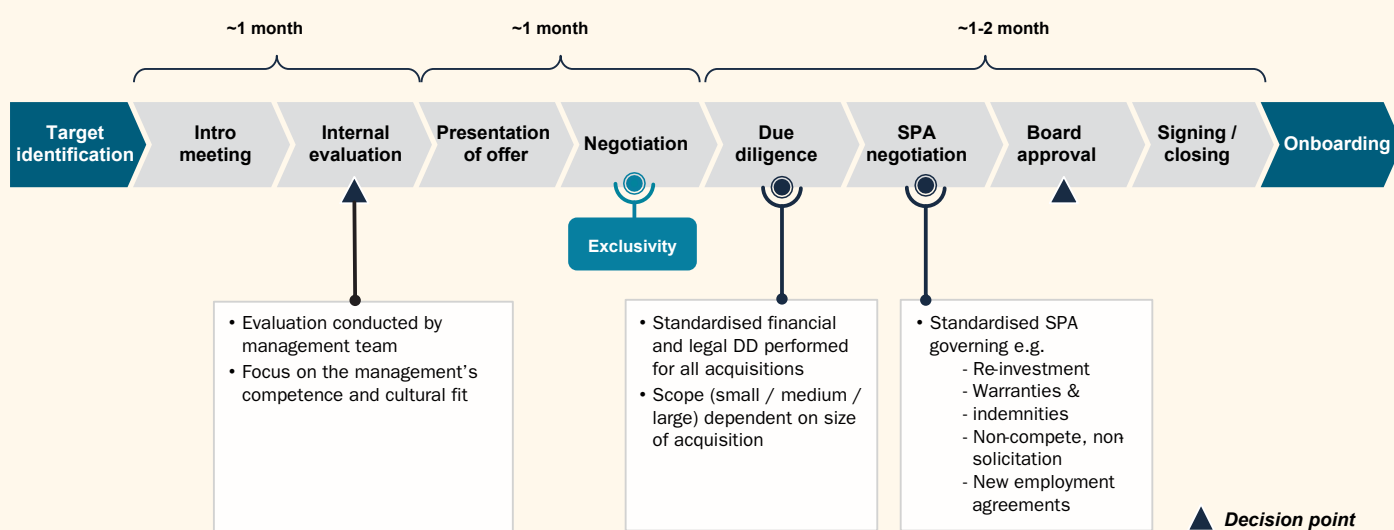 ~1 month
~1 month
~1-2 month
Target
identification
Intro
meeting
Internal
evaluation
Presentation
of offer
Negotiation
Due
diligence
SPA
negotiation
Board
approval
Signing /
closing
Onboarding
Exclusivity
• Evaluation conducted by
management team
• Focus on the management's
competence and cultural fit
• Standardised financial
and legal DD performed
for all acquisitions
• Scope (small / medium /
large) dependent on size
of acquisition
• Standardised SPA
governing e.g.
- Re-investment
- Warranties &
- indemnities
- Non-compete, non-
solicitation
- New employment
agreements
Decision point